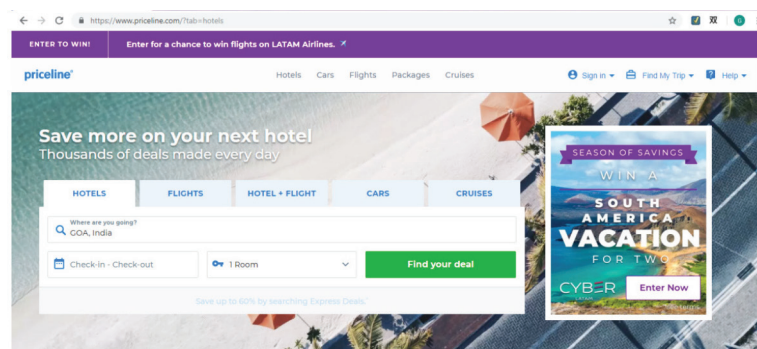 https://www.priceline.com/?tab=hotels
ENTER TO WIN!
Enter for a chance to win flights on LATAM Airlines.
priceline®
Hotels Cars Flights Packages Cruises
Sign in
Find My Trip
Help
Save more on your next hotel
Thousands of deals made every day
HOTELS FLIGHTS HOTEL + FLIGHT CARS CRUISES
Where are you going?
GOA, India
Check-in - Check-out
1 Room
Find your deal
Save up to 60% by searching Express Deals.
SEASON OF SAVINGS
WIN A
SOUTH
AMERICA
VACATION
FOR TWO
CYBER
LATAM
Enter Now